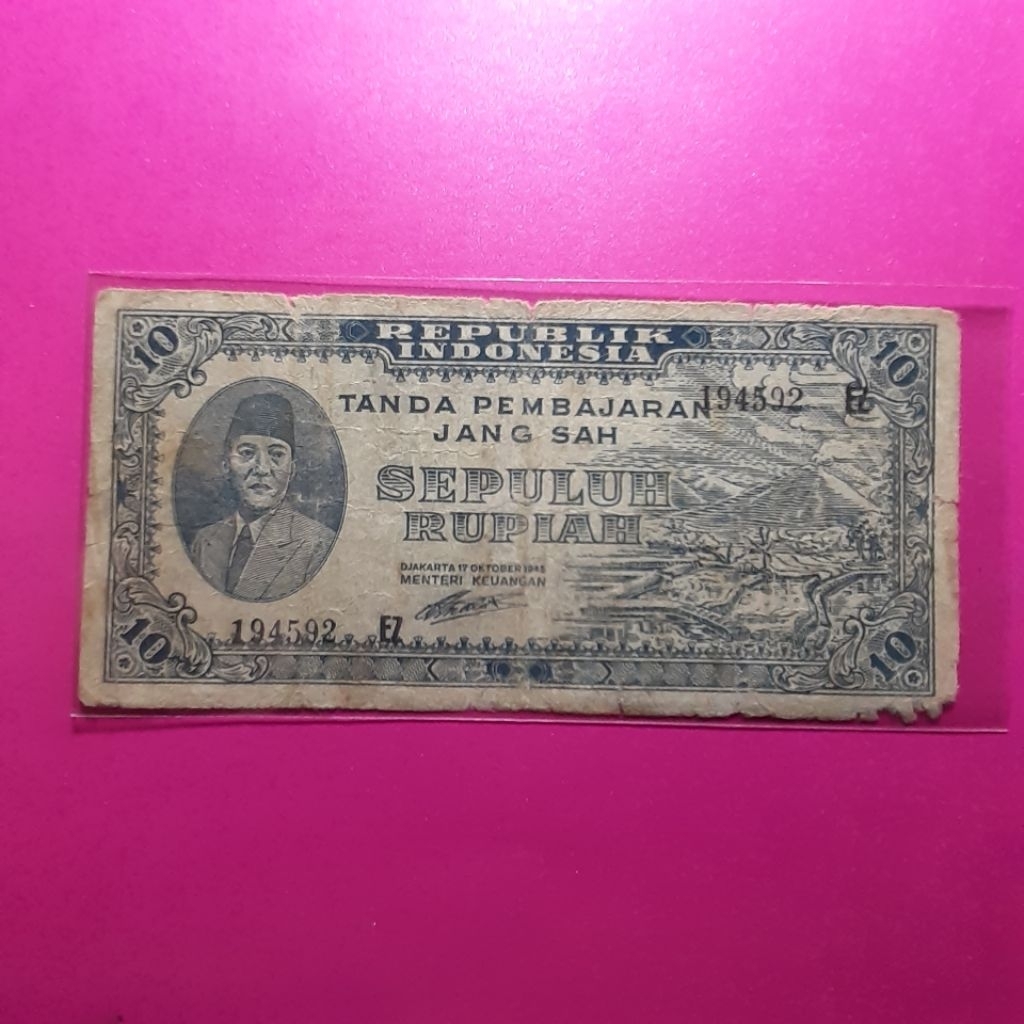 10
REPUBLIK
INDONESIA
10
TANDA PEMBAJARAN
194592 EZ
JANG SAH
SEPULUH
RUPIAH
DJAKARTA 17 OKTOBER 1945
MENTERI KEUANGAN
194592 EZ
10
10